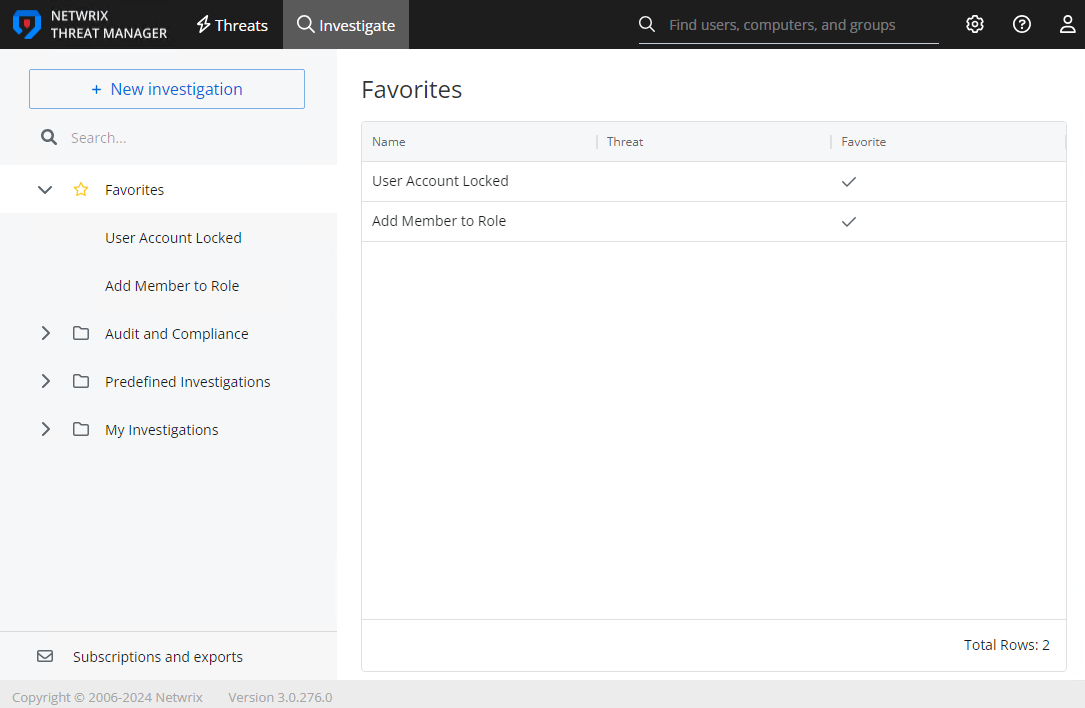 NETWRIX
THREAT MANAGER
Threats
Investigate
Find users, computers, and groups
+ New investigation
Search...
Favorites
User Account Locked
Add Member to Role
Audit and Compliance
Predefined Investigations
My Investigations
Subscriptions and exports
Favorites
Name Threat Favorite
User Account Locked
Add Member to Role
Total Rows: 2
Copyright © 2006-2024 Netwrix Version 3.0.276.0